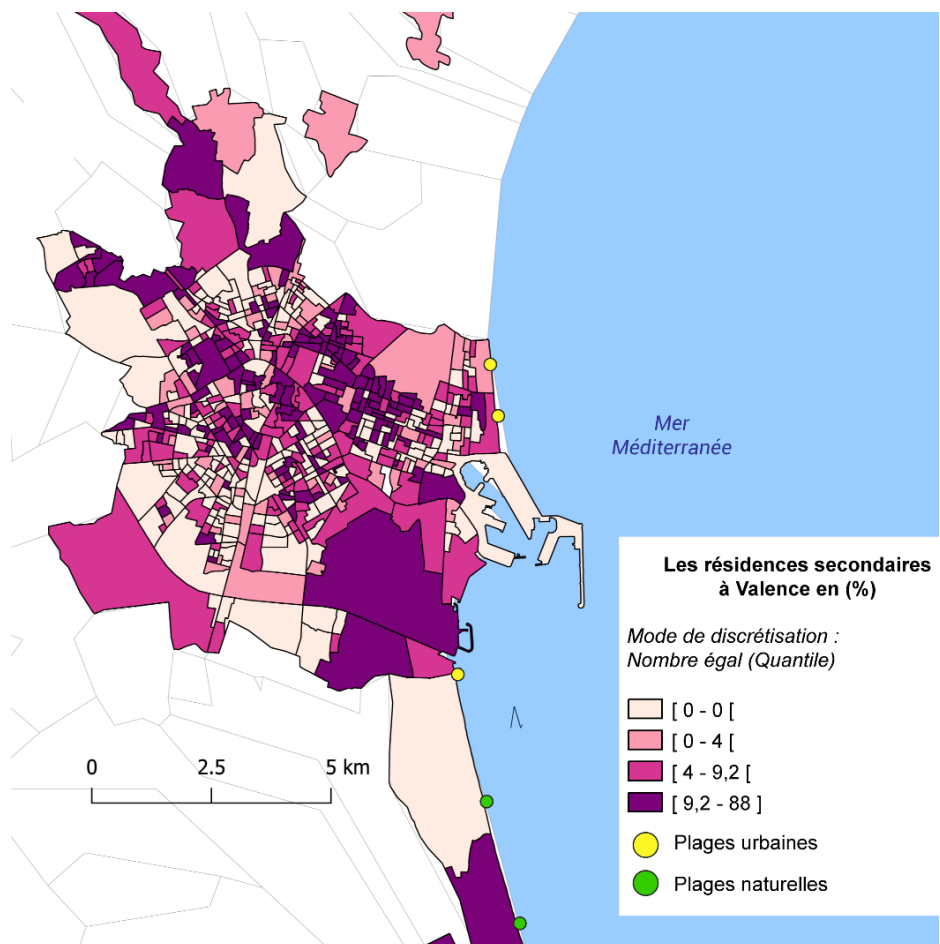 Mer
Méditerranée
Les résidences secondaires
à Valence en (%)
Mode de discrétisation :
Nombre égal (Quantile)
[ 0 - 0 [
[ 0 - 4 [
[ 4 - 9,2 [
[ 9,2 - 88 ]
Plages urbaines
Plages naturelles
0 2.5 5 km